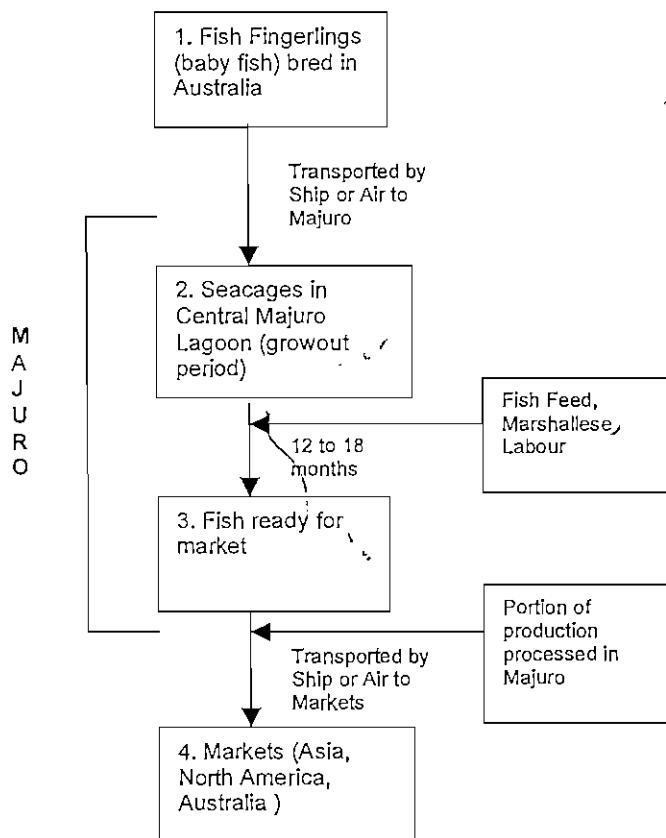 1. Fish Fingerlings
(baby fish) bred in
Australia
Transported by
Ship or Air to
Majuro
M
A
J
U
R
O
2. Seacages in
Central Majuro
Lagoon (growout
period)
Fish Feed,
Marshallese,
Labour
12 to 18
months
3. Fish ready for
market
Portion of
production
processed in
Majuro
Transported by
Ship or Air to
Markets
4. Markets (Asia,
North America,
Australia )